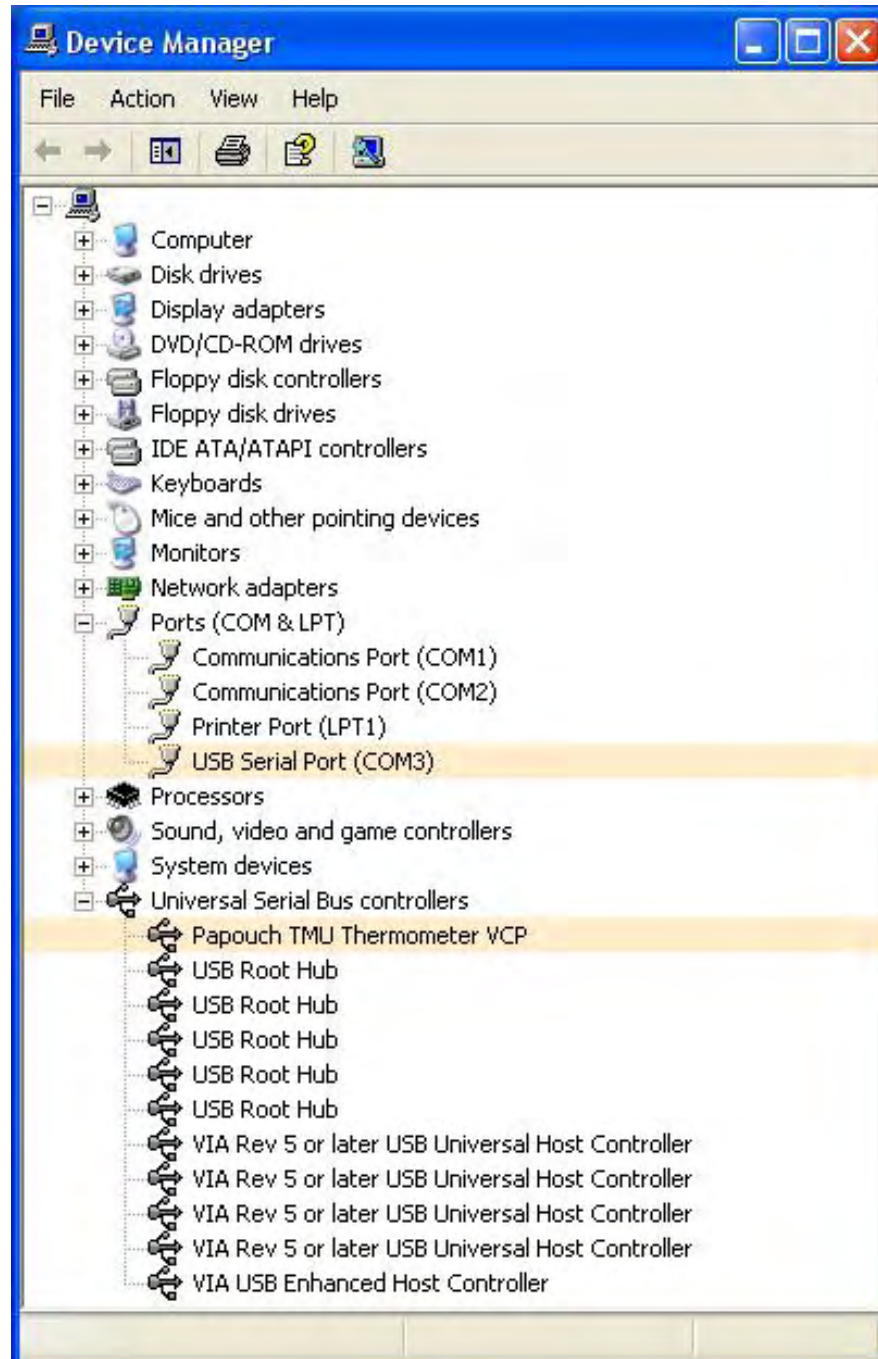 Device Manager
File Action View Help
Computer
Disk drives
Display adapters
DVD/CD-ROM drives
Floppy disk controllers
Floppy disk drives
IDE ATA/ATAPI controllers
Keyboards
Mice and other pointing devices
Monitors
Network adapters
Ports (COM & LPT)
Communications Port (COM1)
Communications Port (COM2)
Printer Port (LPT1)
USB Serial Port (COM3)
Processors
Sound, video and game controllers
System devices
Universal Serial Bus controllers
Papouch TMU Thermometer VCP
USB Root Hub
USB Root Hub
USB Root Hub
USB Root Hub
USB Root Hub
VIA Rev 5 or later USB Universal Host Controller
VIA Rev 5 or later USB Universal Host Controller
VIA Rev 5 or later USB Universal Host Controller
VIA Rev 5 or later USB Universal Host Controller
VIA USB Enhanced Host Controller